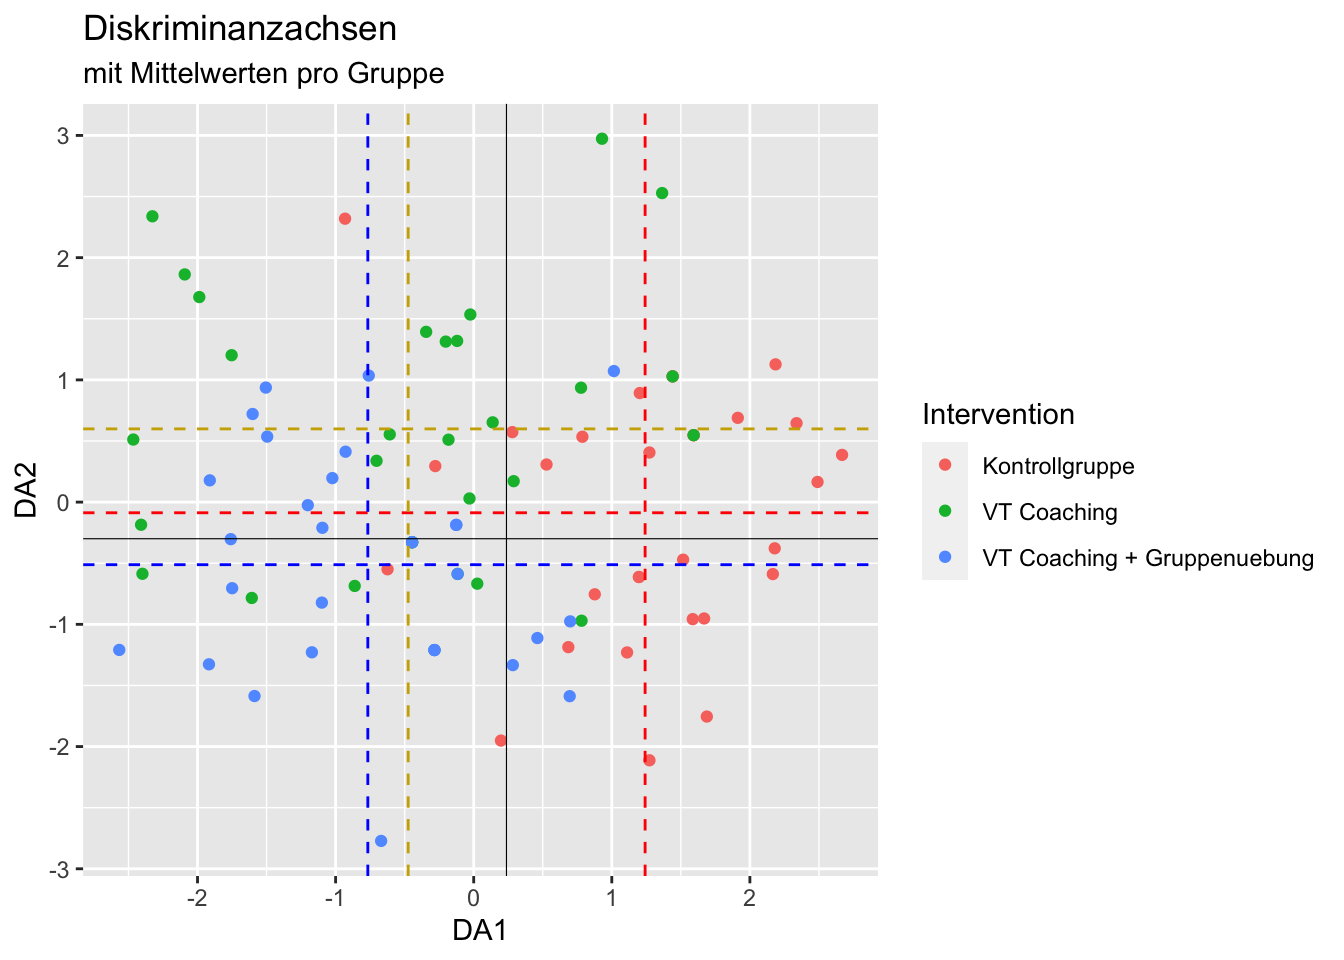 Diskriminanzachsen
mit Mittelwerten pro Gruppe
3
2
1
0
-1
-2
-3
DA2
-2
-1
0
1
2
DA1
Intervention
Kontrollgruppe
VT Coaching
VT Coaching + Gruppenuebung